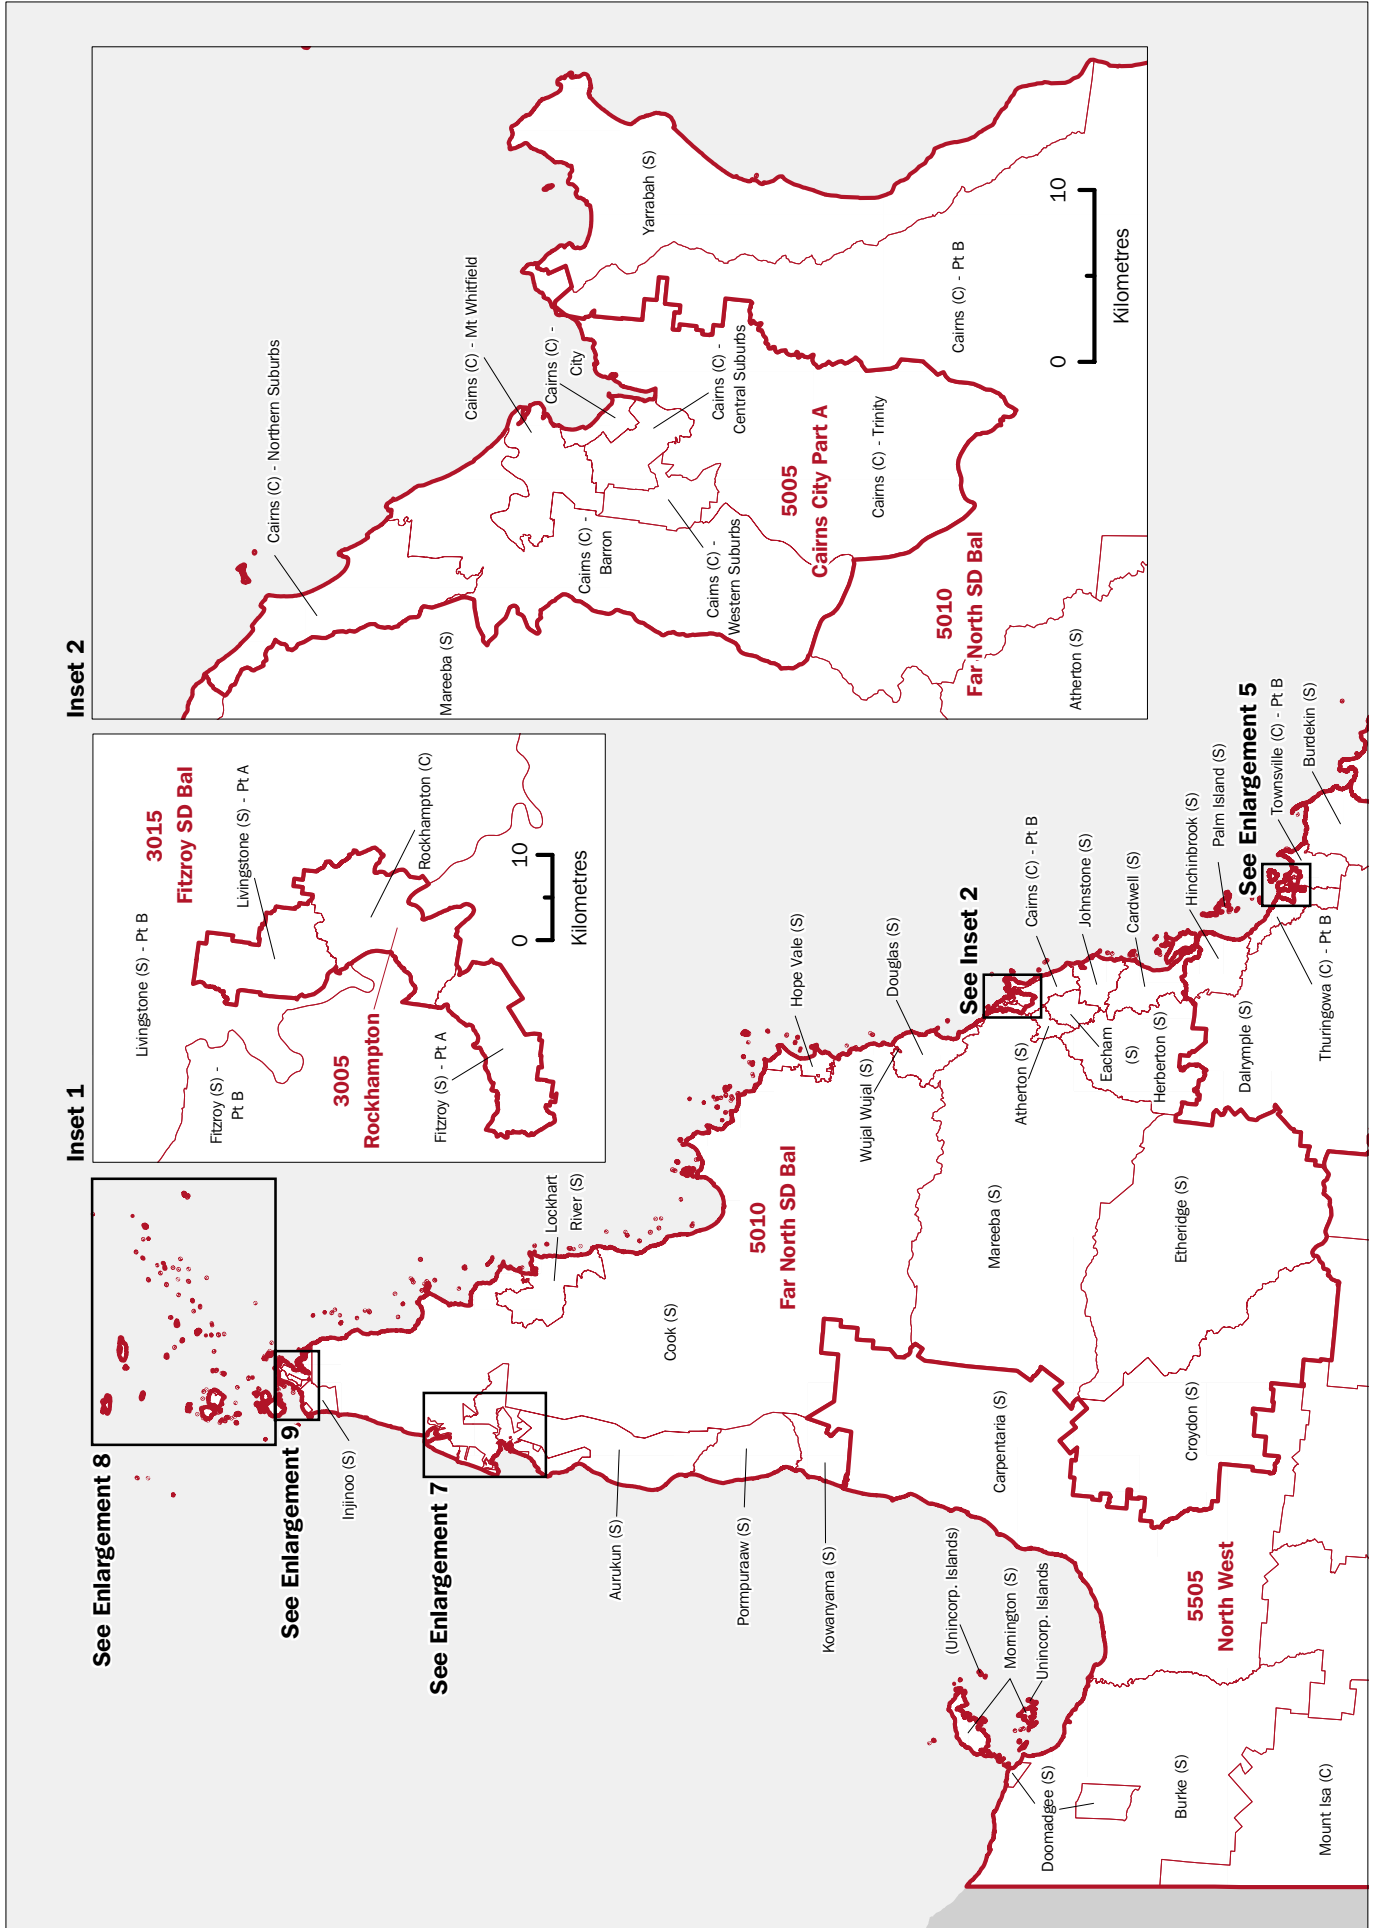 See Enlargement 8
See Enlargement 9
See Enlargement 7
Injinoo (S)
Lockhart
River (S)
Cook (S)
Aurukun (S)
Pormpuraaw (S)
Kowanyama (S)
5010
Far North SD Bal
Hope Vale (S)
Wujal Wujal (S)
Douglas (S)
See Inset 2
Mareeba (S)
Atherton (S)
Cairns (C) - Pt B
Johnstone (S)
Eacham
(S)
Cardwell (S)
Herberton (S)
Hinchinbrook (S)
Palm Island (S)
See Enlargement 5
Townsville (C) - Pt B
Burdekin (S)
Dalrymple (S)
Thuringowa (C) - Pt B
Carpentaria (S)
Etheridge (S)
Croydon (S)
(Unincorp. Islands)
Mornington (S)
Unincorp. Islands
Doomadgee (S)
5505
North West
Burke (S)
Mount Isa (C)
Inset 1
Livingstone (S) - Pt B
3015
Fitzroy SD Bal
Livingstone (S) - Pt A
Fitzroy (S) -
Pt B
3005
Rockhampton
Rockhampton (C)
Fitzroy (S) - Pt A
0
10
Kilometres
Inset 2
Cairns (C) - Northern Suburbs
Cairns (C) - Mt Whitfield
Mareeba (S)
Cairns (C) -
City
Cairns (C) -
Barron
Yarrabah (S)
Cairns (C) -
Central Suburbs
Cairns (C) -
Western Suburbs
5005
Cairns City Part A
Cairns (C) - Trinity
Cairns (C) - Pt B
5010
Far North SD Bal
Atherton (S)
0
10
Kilometres